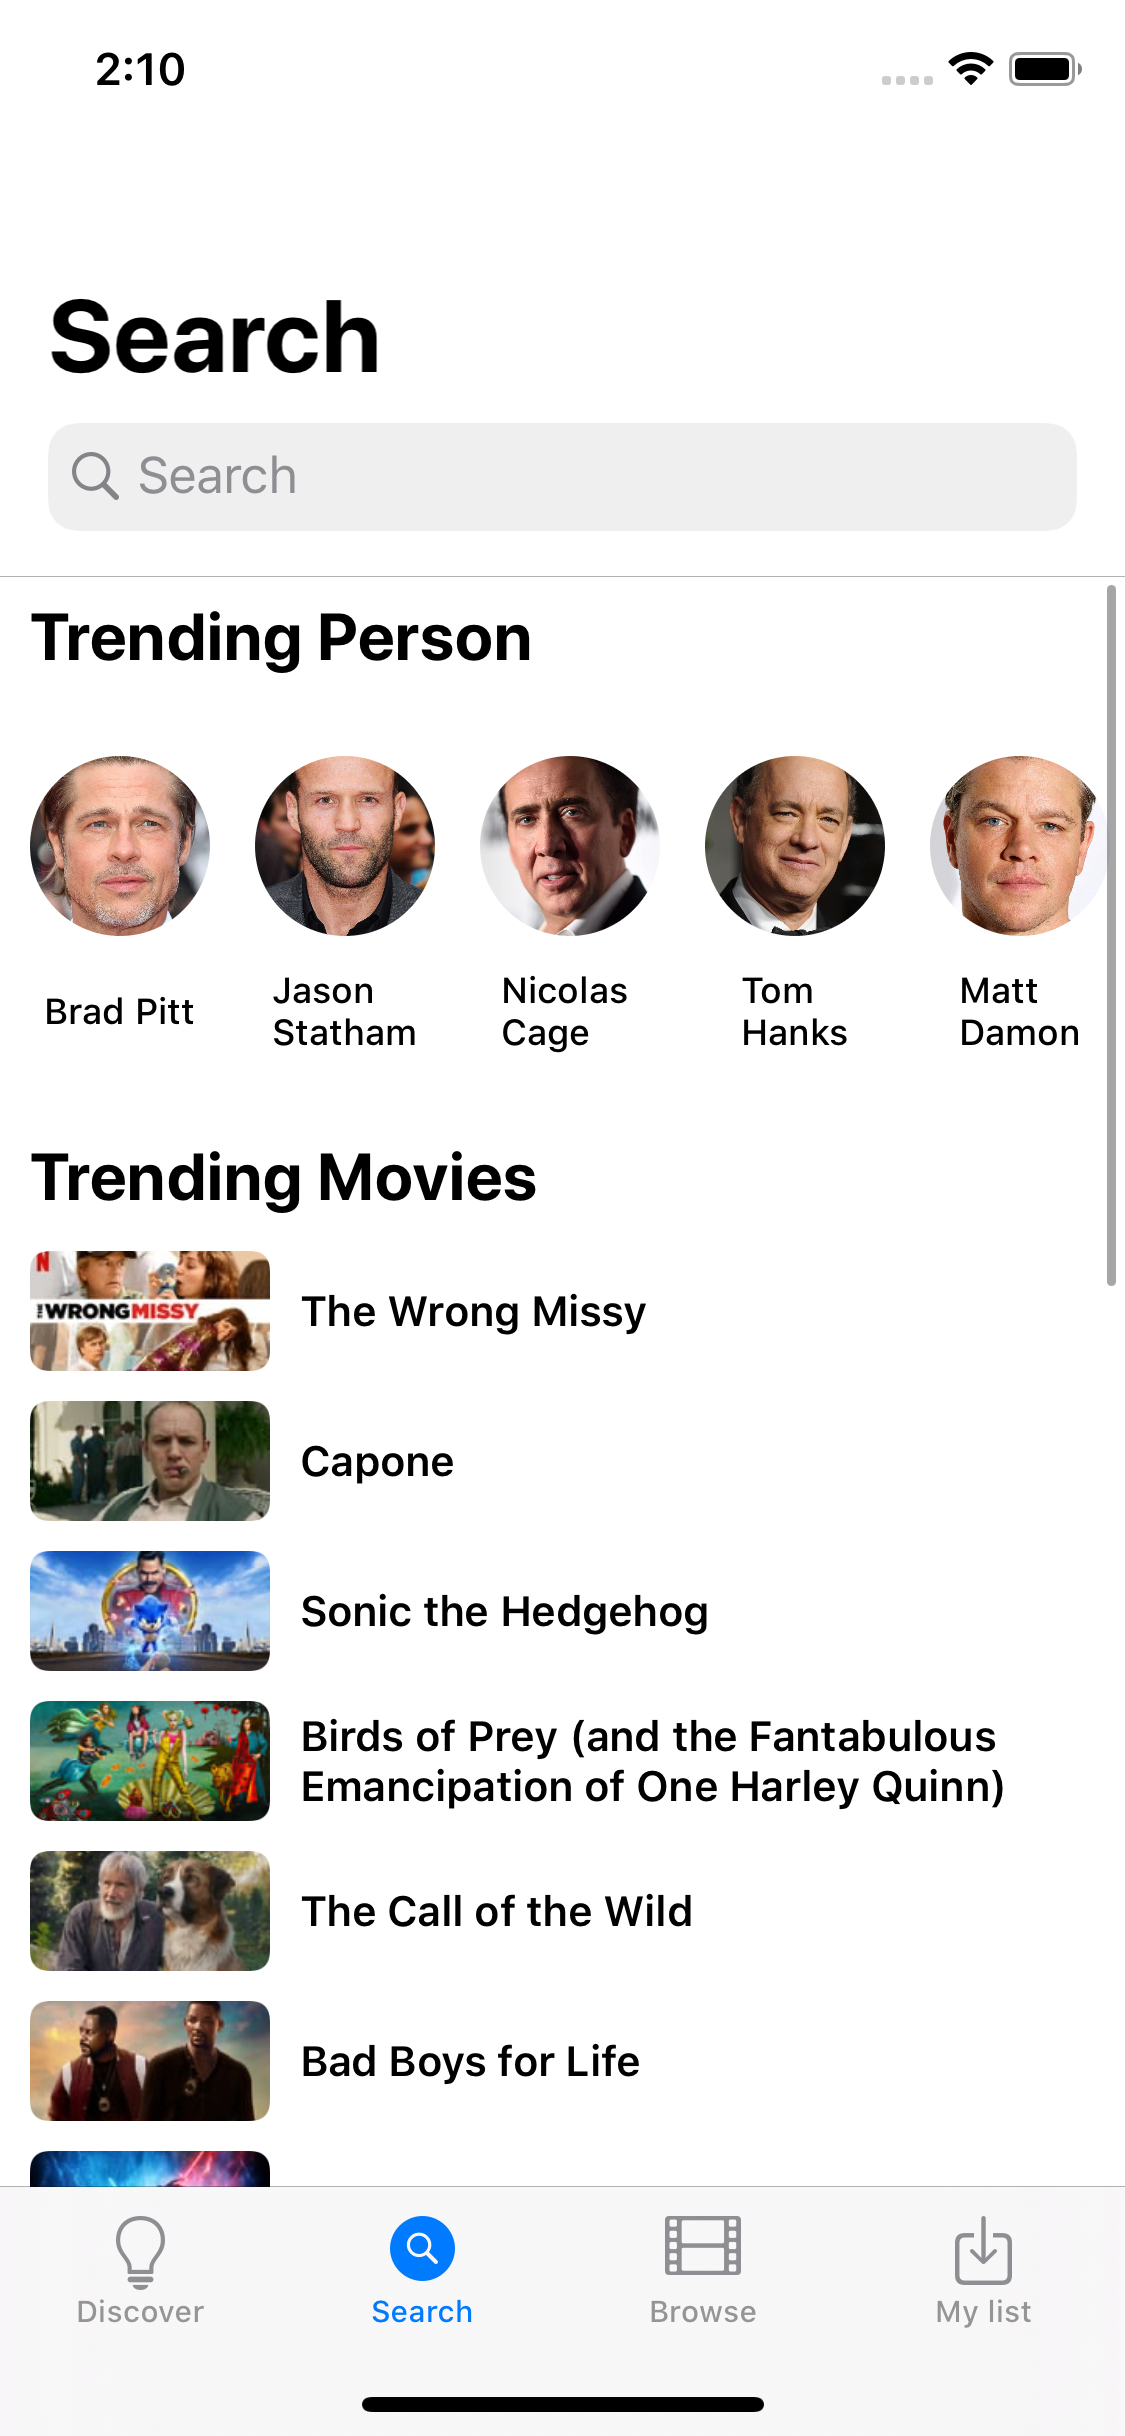 2:10
Search
Search
Trending Person
Brad Pitt
Jason
Statham
Nicolas
Cage
Tom
Hanks
Matt
Damon
Trending Movies
N
THE WRONG MISSY
The Wrong Missy
Capone
Sonic the Hedgehog
Birds of Prey (and the Fantabulous
Emancipation of One Harley Quinn)
The Call of the Wild
Bad Boys for Life
Discover
Search
Browse
My list